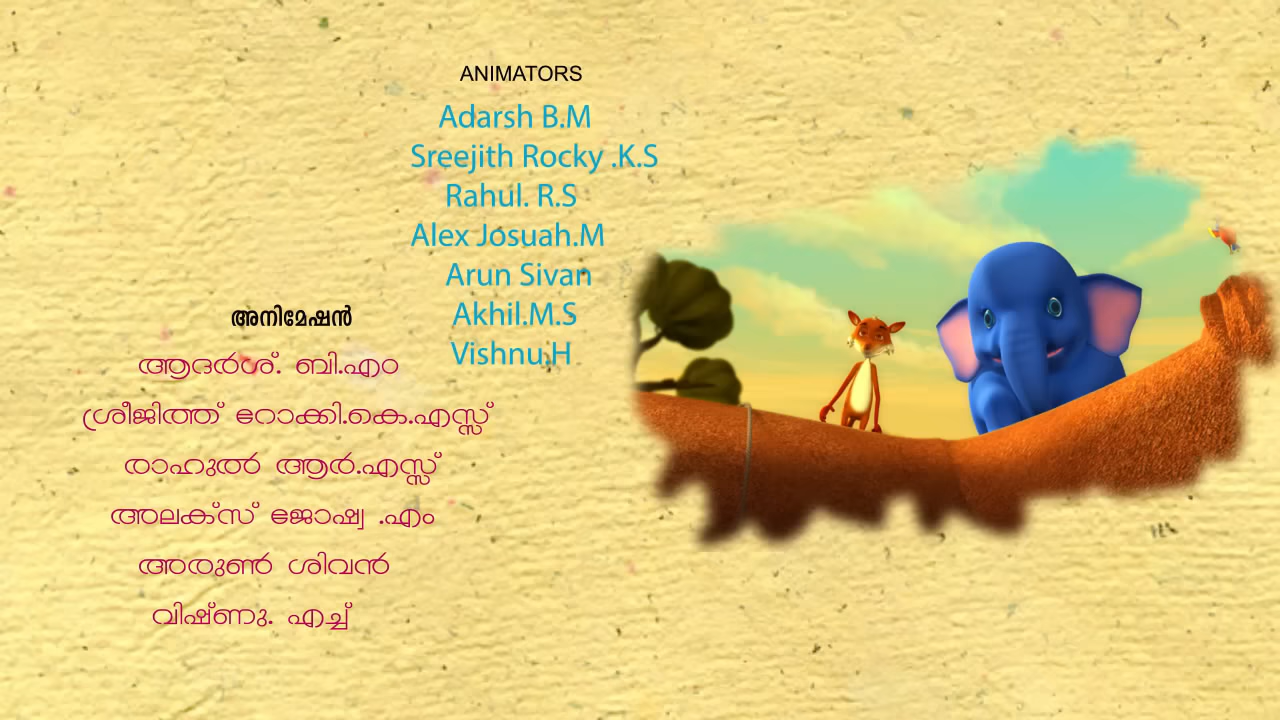 ANIMATORS
Adarsh B.M
Sreejith Rocky .K.S
Rahul. R.S
Alex Josuah.M
Arun Sivan
Akhil.M.S
Vishnu.H
അനിമേഷൻ
ആദർശ്. ബി.എം
ശ്രീജിത്ത് റോക്കി.കെ.എസ്സ്
രാഹുൽ ആർ.എസ്സ്
അലക്സ് ജോഷ്വ .എം
അരുൺ ശിവൻ
വിഷ്ണു. എച്ച്